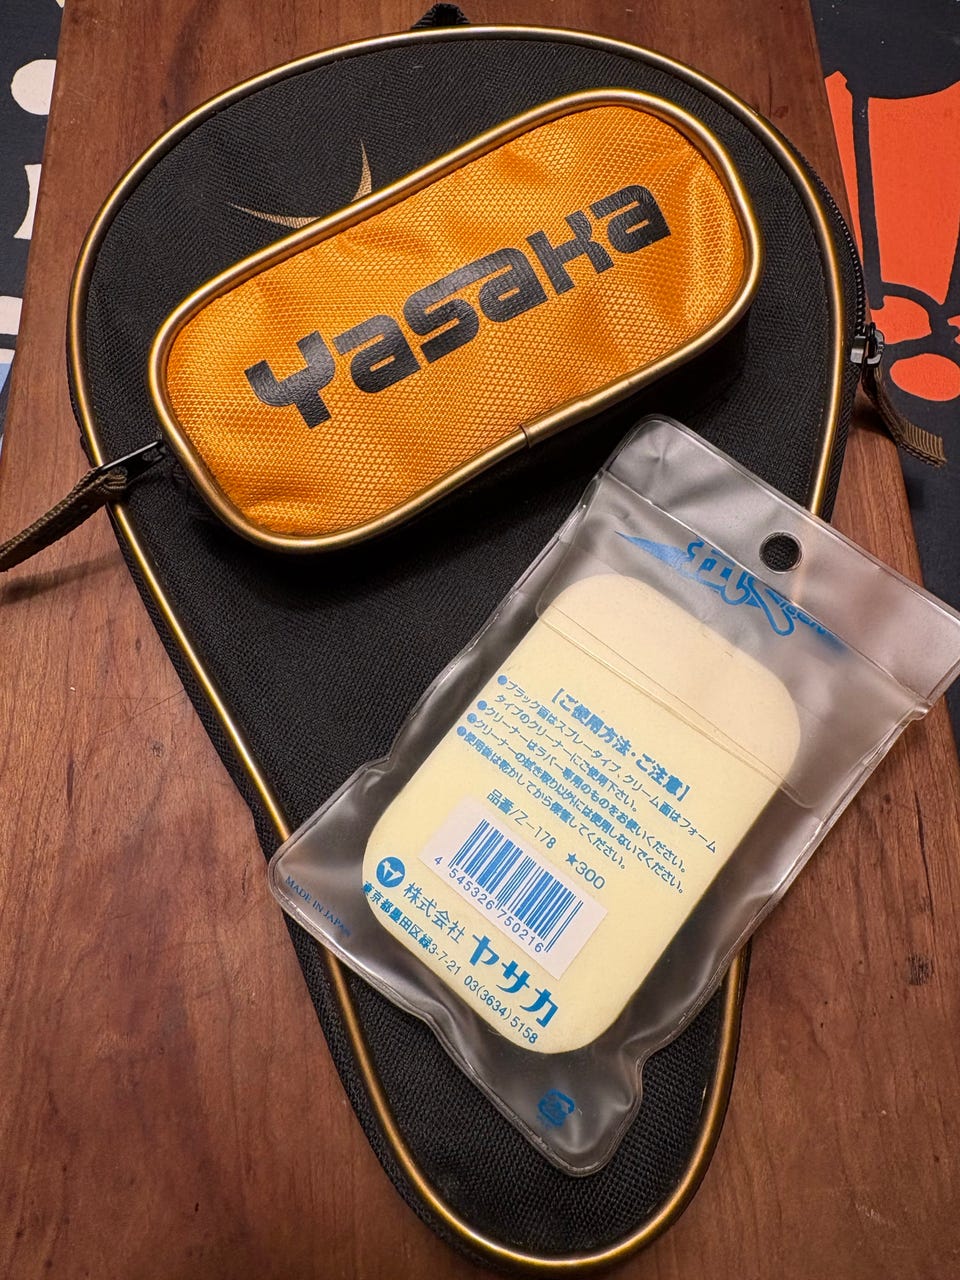 Yasaka
【ご使用方法・ご注意】
●ブラック面はスプレータイプ、クリーム面はフォーム
タイプのクリーナーにご使用下さい。
●クリーナーはラバー専用のものをお使いください。
●クリーナーの拭き取り以外には使用しないでください。
●使用後は乾かしてから保管してください。
品番/Z-178 ★300
4 545326 750216
株式会社 ヤサカ
東京都墨田区緑3-7-21 03(3634)5158
MADE IN JAPAN